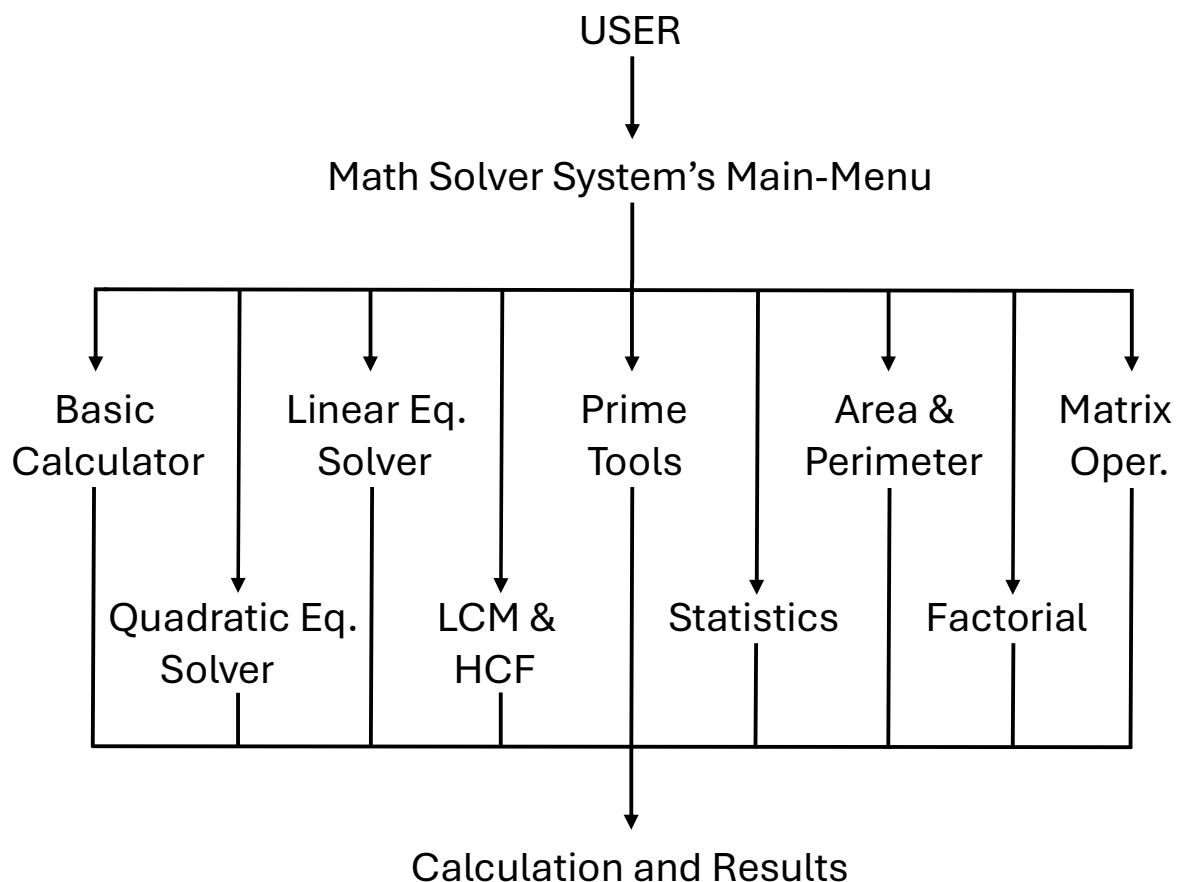 USER
Math Solver System’s Main-Menu
Basic
Calculator
Linear Eq.
Solver
Prime
Tools
Area &
Perimeter
Matrix
Oper.
Quadratic Eq.
Solver
LCM &
HCF
Statistics
Factorial
Calculation and Results